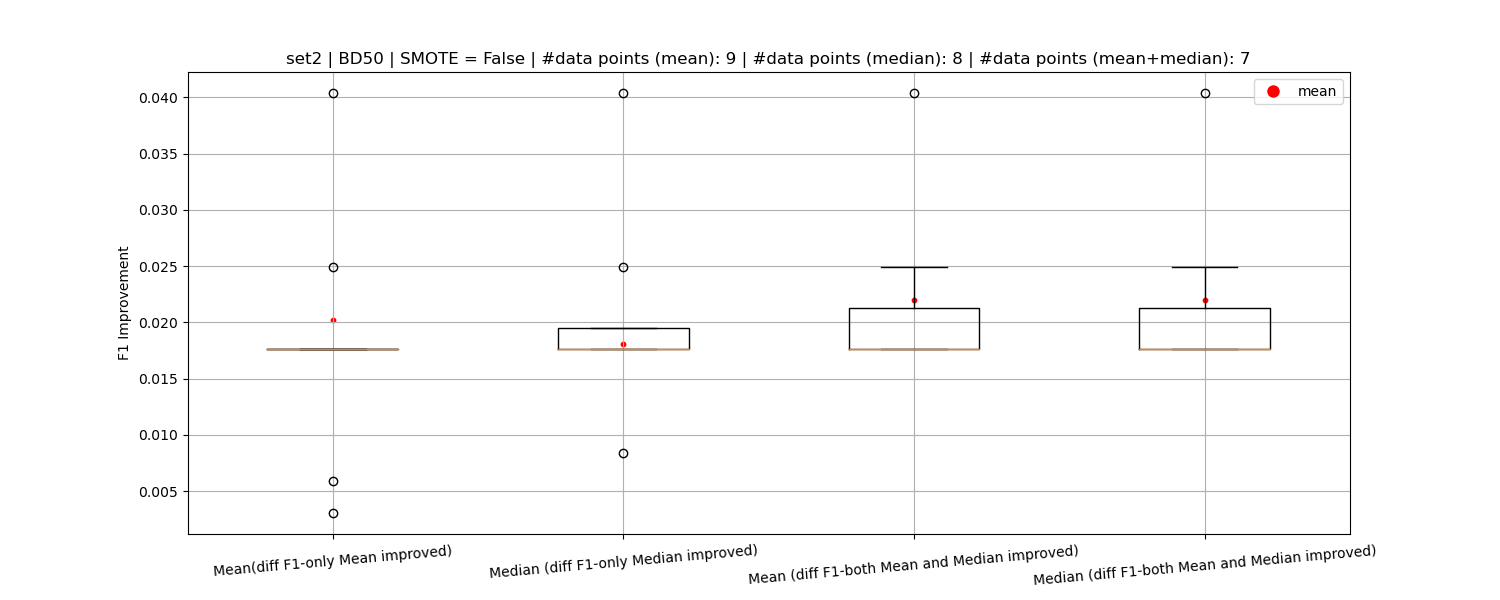 set2 | BD50 | SMOTE = False | #data points (mean): 9 | #data points (median): 8 | #data points (mean+median): 7
mean
0.040
0.035
0.030
0.025
0.020
0.015
0.010
0.005
F1 Improvement
Mean(diff F1-only Mean improved)
Median (diff F1-only Median improved)
Mean (diff F1-both Mean and Median improved)
Median (diff F1-both Mean and Median improved)